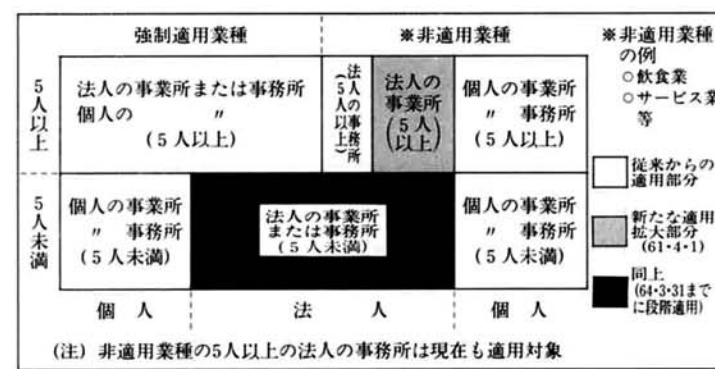 強制適用業種
※非適用業種
※非適用業種
の例
○飲食業
○サービス業
等
5人以上
法人の事業所または事務所
個人の 〃
(5人以上)
法人の事務所
(5人以上)
法人の
事業所
(5人
以上)
個人の事業所
〃 事務所
(5人以上)
5人未満
個人の事業所
〃 事務所
(5人未満)
法人の事業所
または事務所
(5人未満)
個人の事業所
〃 事務所
(5人未満)
従来からの
適用部分
新たな適用
拡大部分
(61・4・1)
同上
(64・3・31まで
に段階適用)
個人
法人
個人
(注) 非適用業種の5人以上の法人の事務所は現在も適用対象